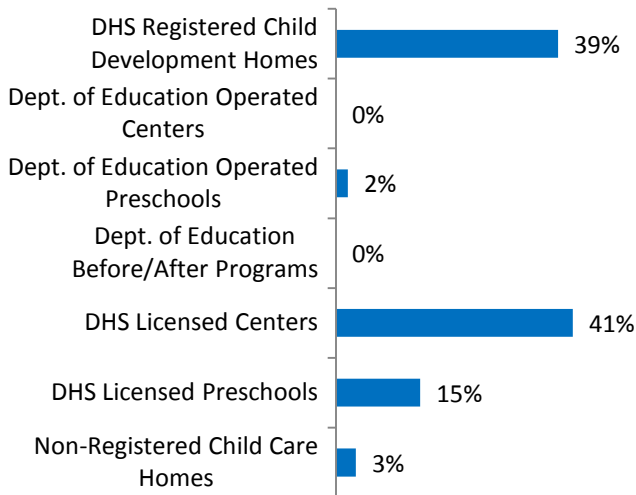 DHS Registered Child
Development Homes
39%
Dept. of Education Operated
Centers
0%
Dept. of Education Operated
Preschools
2%
Dept. of Education
Before/After Programs
0%
DHS Licensed Centers
41%
DHS Licensed Preschools
15%
Non-Registered Child Care
Homes
3%